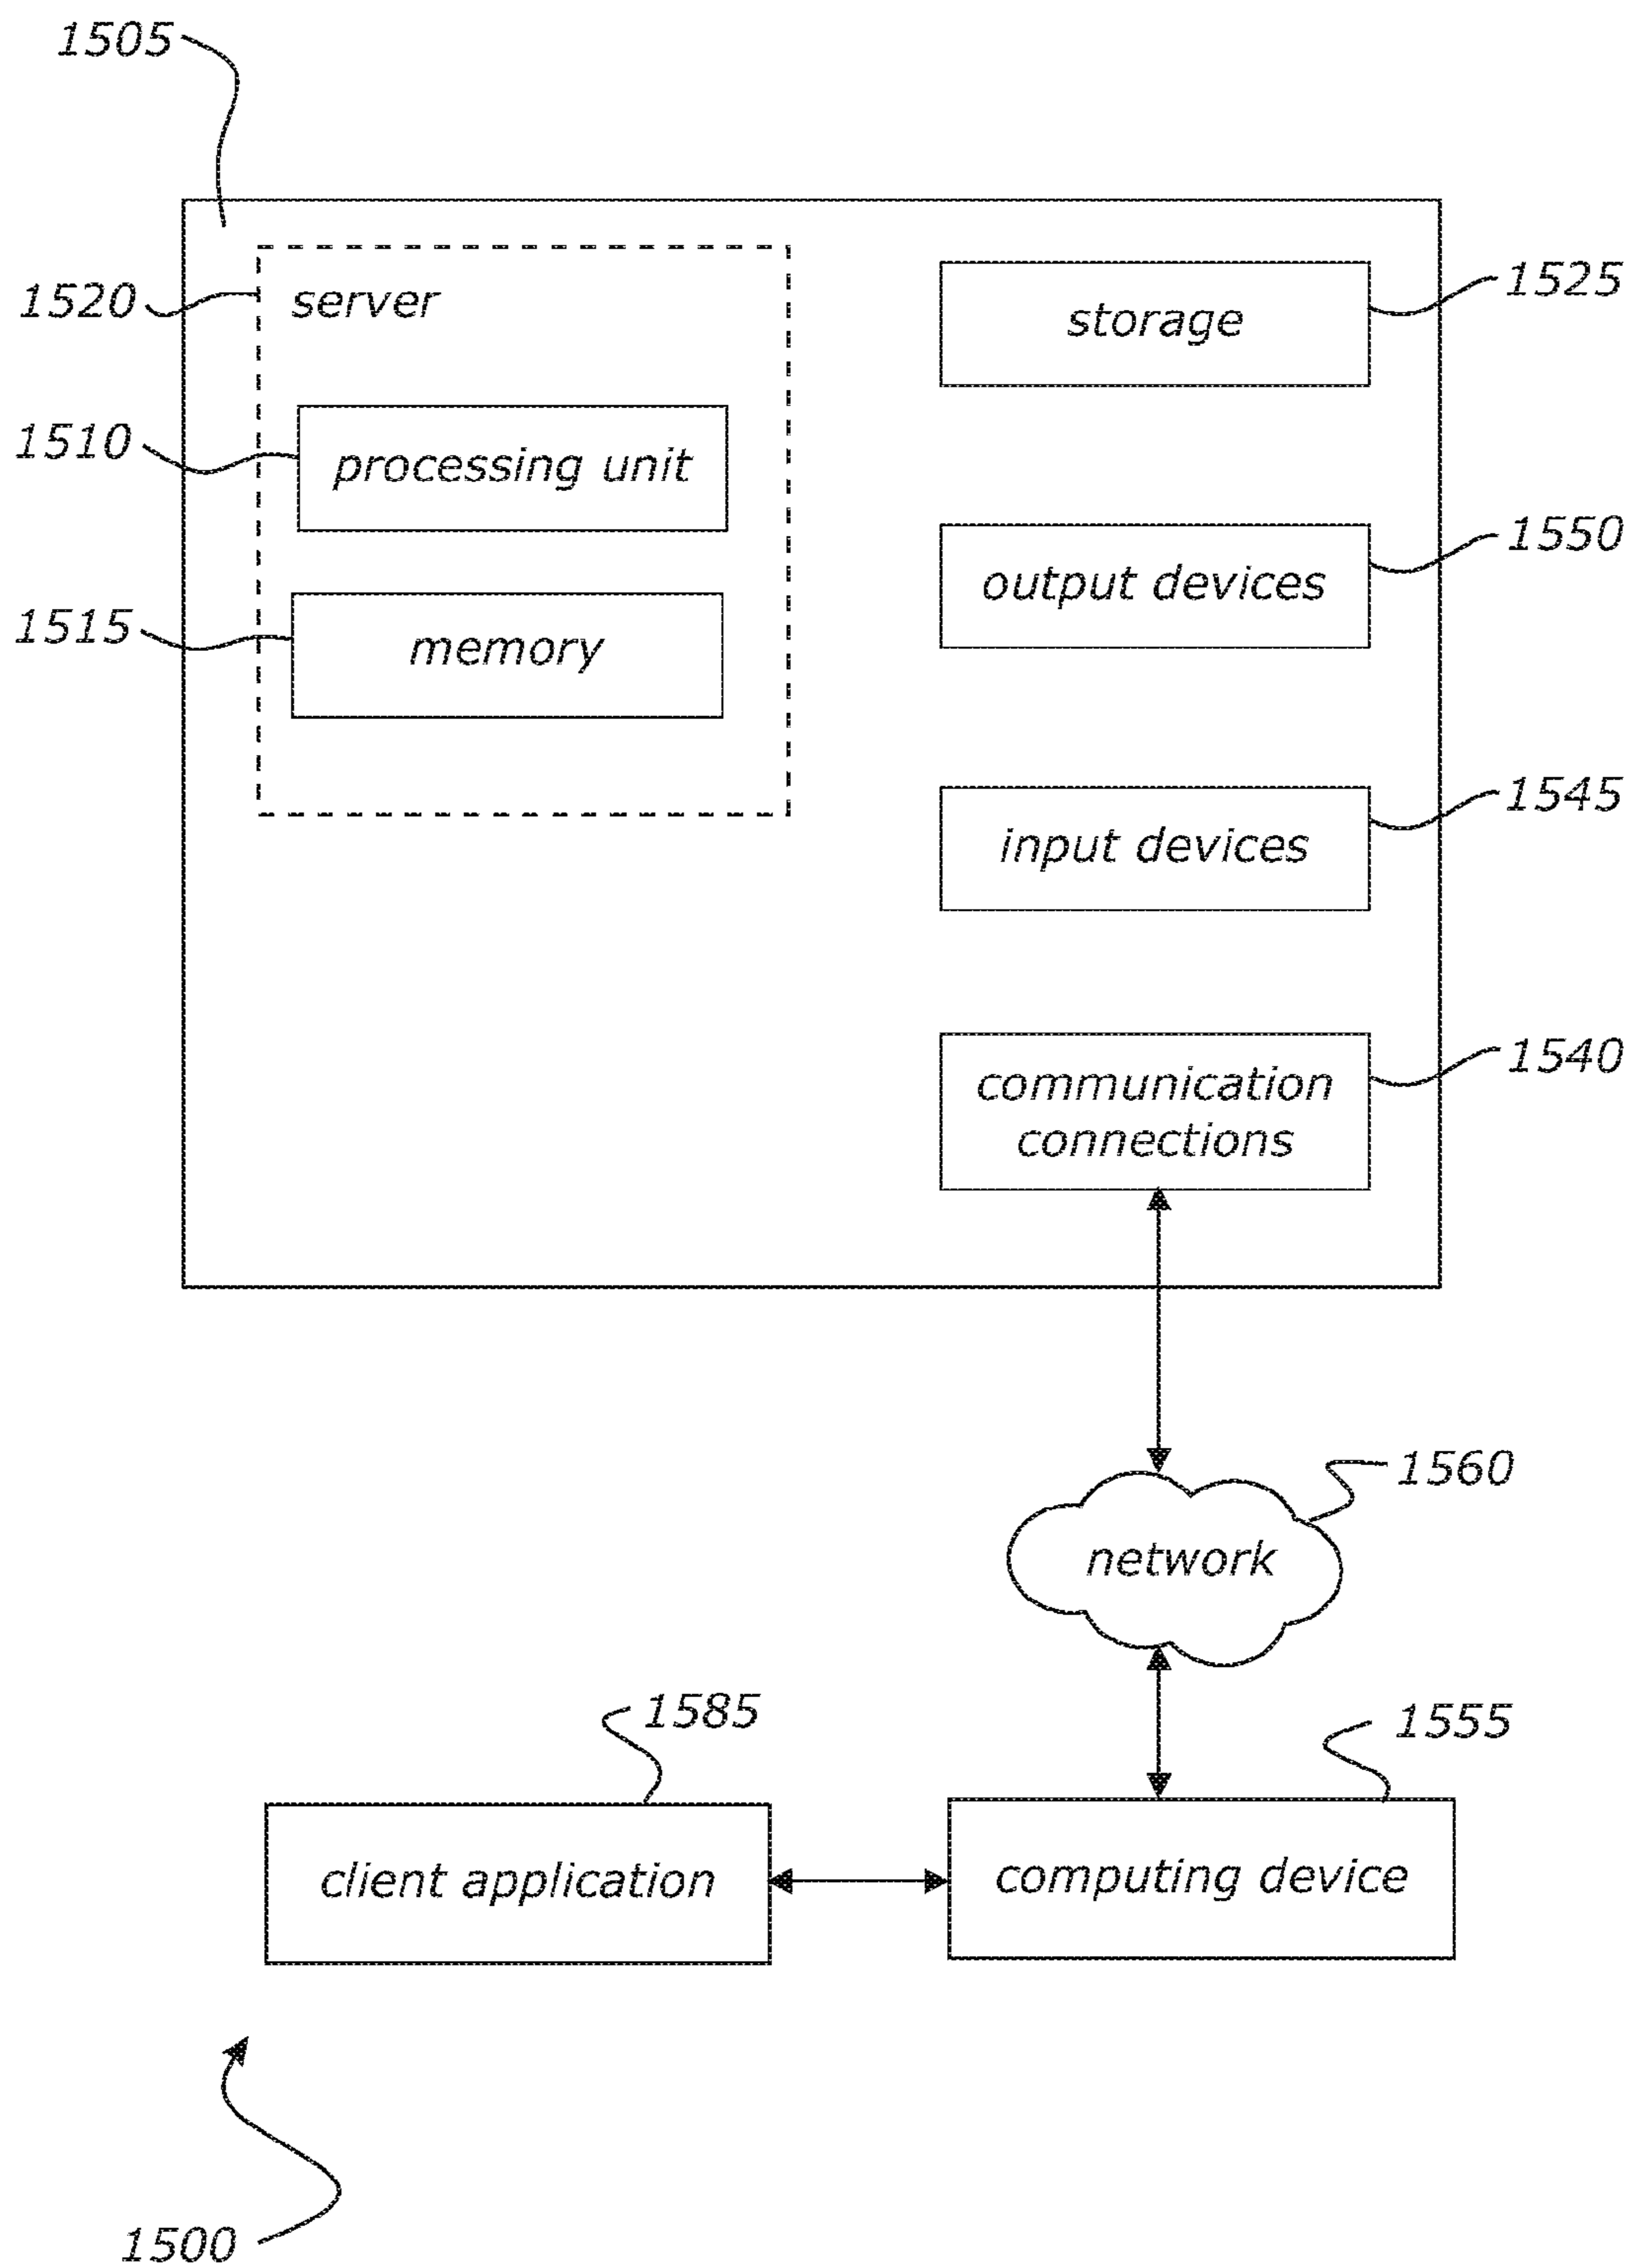 1505
1520
server
storage
1525
1510
processing unit
output devices
1550
1515
memory
input devices
1545
communication
connections
1540
network
1560
1585
1555
client application
computing device
1500